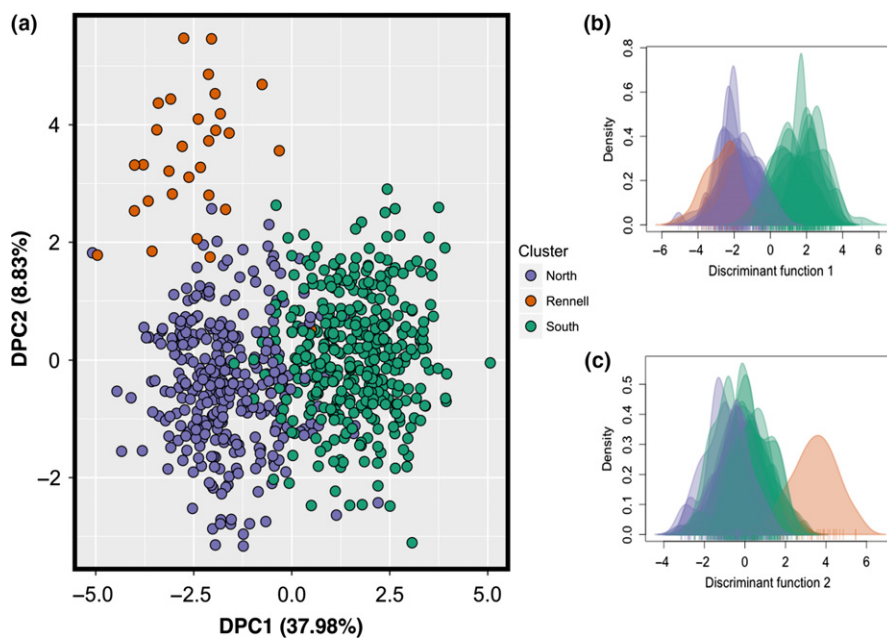 (a)
DPC2 (8.83%)
4
2
0
−2
−5.0 −2.5 0.0 2.5 5.0
DPC1 (37.98%)
Cluster
North
Rennell
South
(b)
Density
0.8
0.6
0.4
0.2
0.0
−6 −4 −2 0 2 4 6
Discriminant function 1
(c)
Density
0.5
0.4
0.3
0.2
0.1
0.0
−4 −2 0 2 4 6
Discriminant function 2